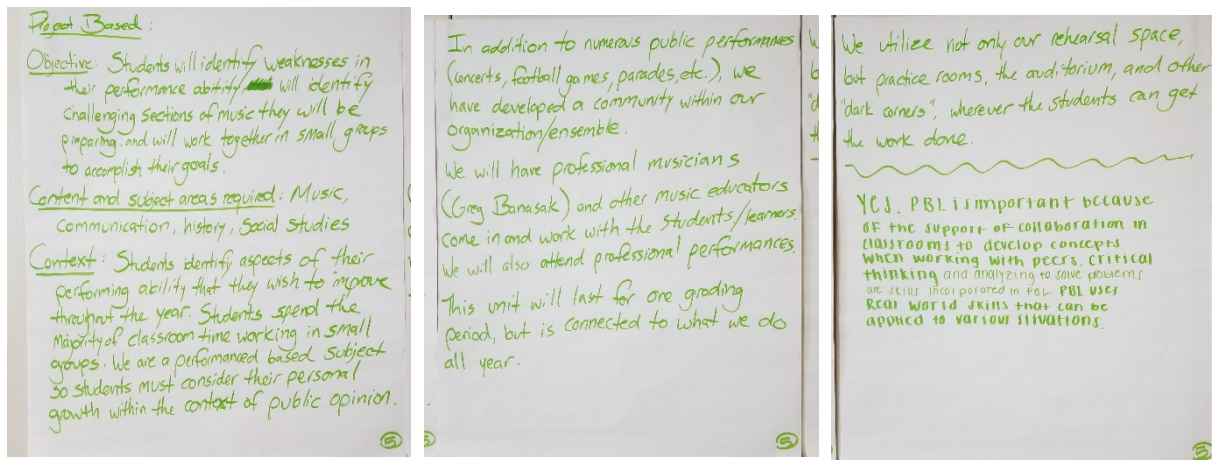 Project Based:
Objective: Students will identify weaknesses in
their performance ability, will identify
challenging sections of music they will be
preparing, and will work together in small groups
to accomplish their goals.
Content and subject areas required: Music,
Communication, history, Social Studies
Context: Students identify aspects of their
performing ability that they wish to improve
throughout the year. Students spend the
majority of classroom time working in small
groups. We are a performanced based subject
so students must consider their personal
growth within the context of public opinion.
5
In addition to numerous public performances
(concerts, football games, parades, etc.), we
have developed a community within our
organization/ensemble.
We will have professional musicians
(Greg Banasak) and other music educators
come in and work with the students/learners.
We will also attend professional performances.
This unit will last for one grading
period, but is connected to what we do
all year.
5
We utilize not only our rehearsal space,
but practice rooms, the auditorium, and other
"dark corners", wherever the students can get
the work done.
Yes. PBL is important because
of the support of collaboration in
classrooms to develop concepts
when working with peers. critical
thinking and analyzing to solve problems
are skills incorporated in PBL. PBL uses
Real world skills that can be
applied to various situations.
5